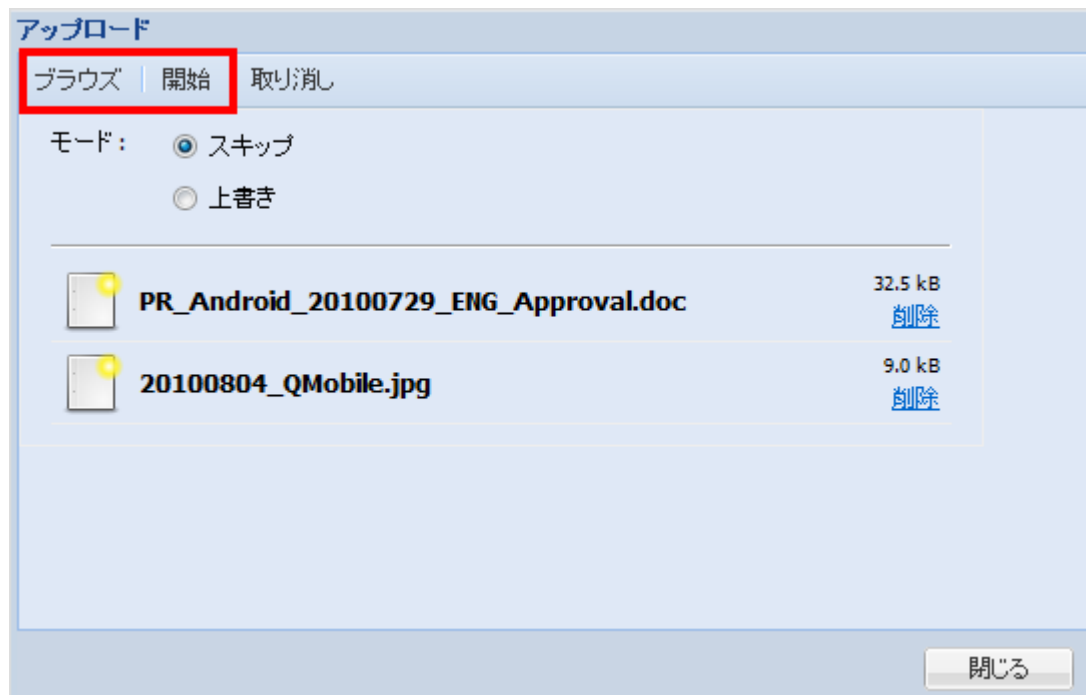 アップロード
ブラウズ 開始 取り消し
モード： スキップ
上書き
PR_Android_20100729_ENG_Approval.doc 32.5 kB
削除
20100804_QMobile.jpg 9.0 kB
削除
閉じる